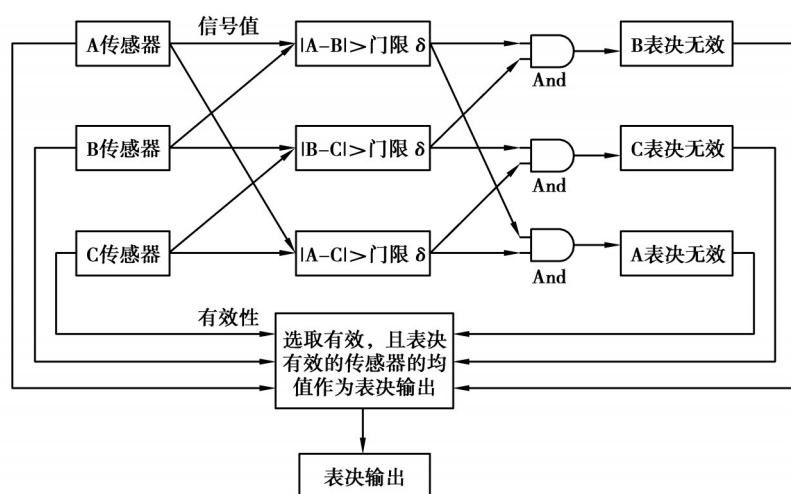 信号值
A传感器
|A-B|>门限 δ
And
B表决无效
B传感器
|B-C|>门限 δ
And
C表决无效
C传感器
|A-C|>门限 δ
And
A表决无效
有效性
选取有效，且表决
有效的传感器的均
值作为表决输出
表决输出